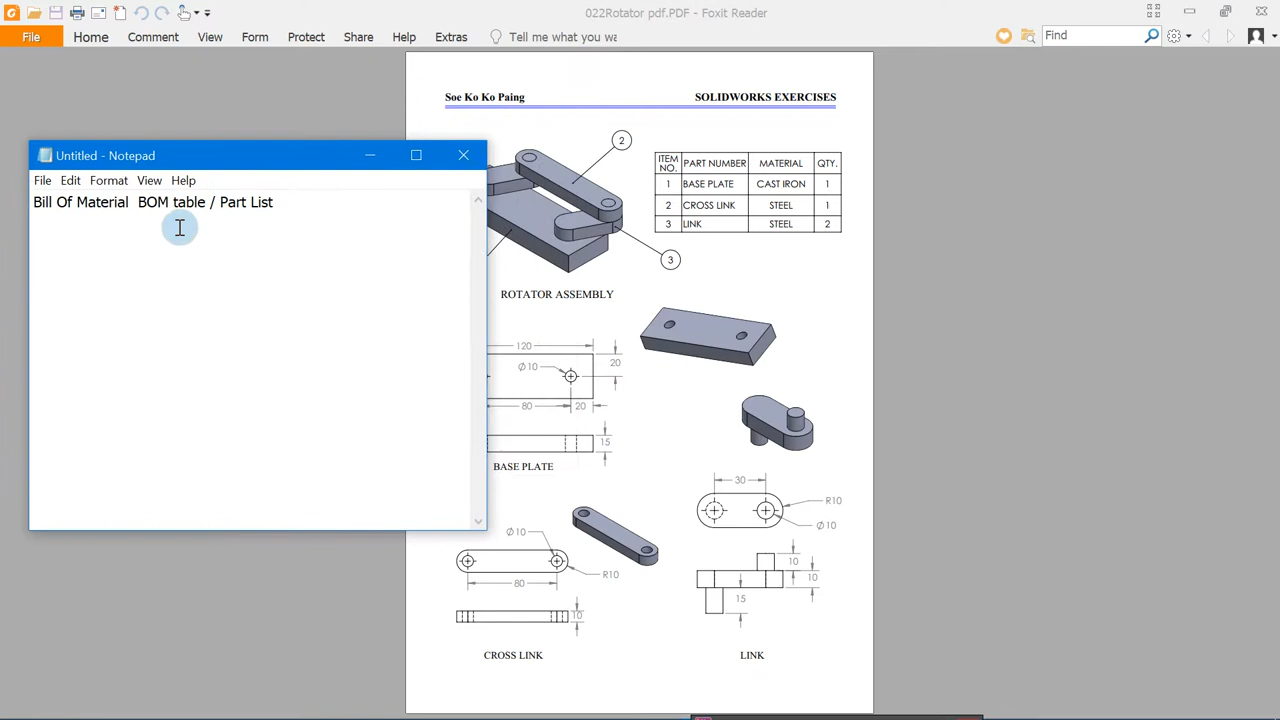 022Rotator pdf.PDF - Foxit Reader
File Home Comment View Form Protect Share Help Extras Tell me what you wa Find
Soe Ko Ko Paing SOLIDWORKS EXERCISES
Untitled - Notepad
File Edit Format View Help
Bill Of Material BOM table / Part List
2
3
ITEM NO. PART NUMBER MATERIAL QTY.
1 BASE PLATE CAST IRON 1
2 CROSS LINK STEEL 1
3 LINK STEEL 2
ROTATOR ASSEMBLY
120
20
Ø10
80 20
15
BASE PLATE
30
R10
Ø10
10
10
15
LINK
Ø10
R10
80
10
CROSS LINK